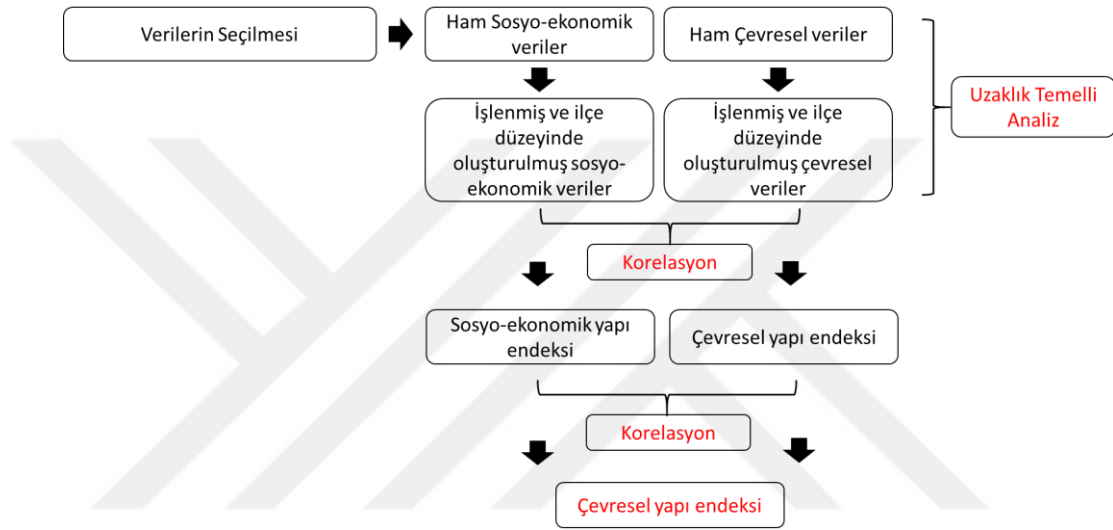 Verilerin Seçilmesi
Ham Sosyo-ekonomik
veriler
Ham Çevresel veriler
Uzaklık Temelli
Analiz
İşlenmiş ve ilçe
düzeyinde
oluşturulmuş sosyo-
ekonomik veriler
İşlenmiş ve ilçe
düzeyinde
oluşturulmuş çevresel
veriler
Korelasyon
Sosyo-ekonomik yapı
endeksi
Çevresel yapı endeksi
Korelasyon
Çevresel yapı endeksi